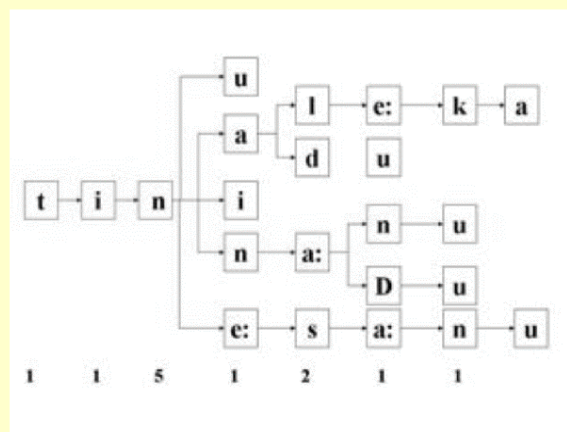 u
l e: k a
a
d u
t i n i
n u
n a:
D u
e: s a: n u
1 1 5 1 2 1 1